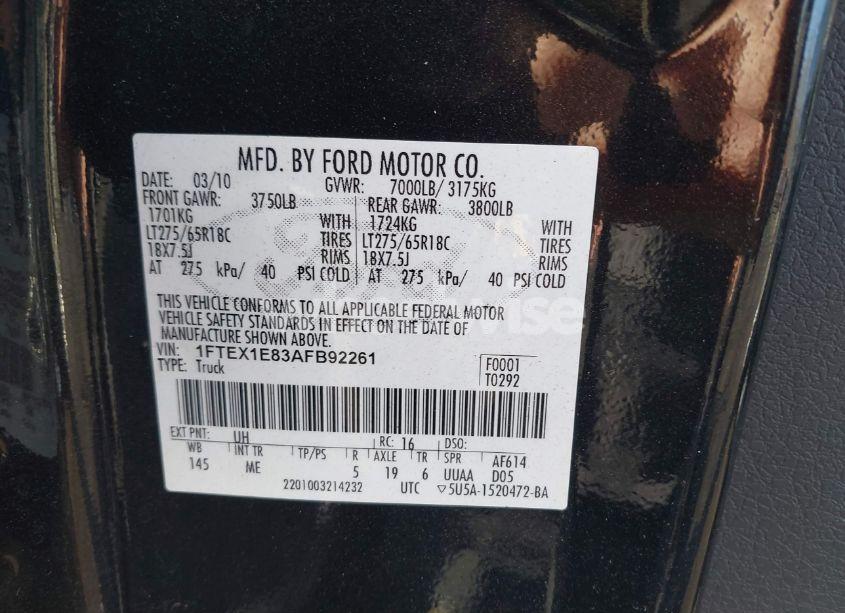 MFD. BY FORD MOTOR CO.
DATE: 03/10 GVWR: 7000LB/ 3175KG
FRONT GAWR: 3750LB REAR GAWR: 3800LB
1701KG WITH 1724KG WITH
LT275/65R18C TIRES LT275/65R18C TIRES
18X7.5J RIMS 18X7.5J RIMS
AT 275 kPa/ 40 PSI COLD AT 275 kPa/ 40 PSI COLD
THIS VEHICLE CONFORMS TO ALL APPLICABLE FEDERAL MOTOR
VEHICLE SAFETY STANDARDS IN EFFECT ON THE DATE OF
MANUFACTURE SHOWN ABOVE.
VIN: 1FTEX1E83AFB92261 F0001
TYPE: Truck T0292
EXT PNT: UH RC: 16 DSO:
WB INT TR TP/PS R AXLE TR SPR AF614
145 ME 5 19 6 UUAA D05
2201003214232 UTC ▽5U5A-1520472-BA